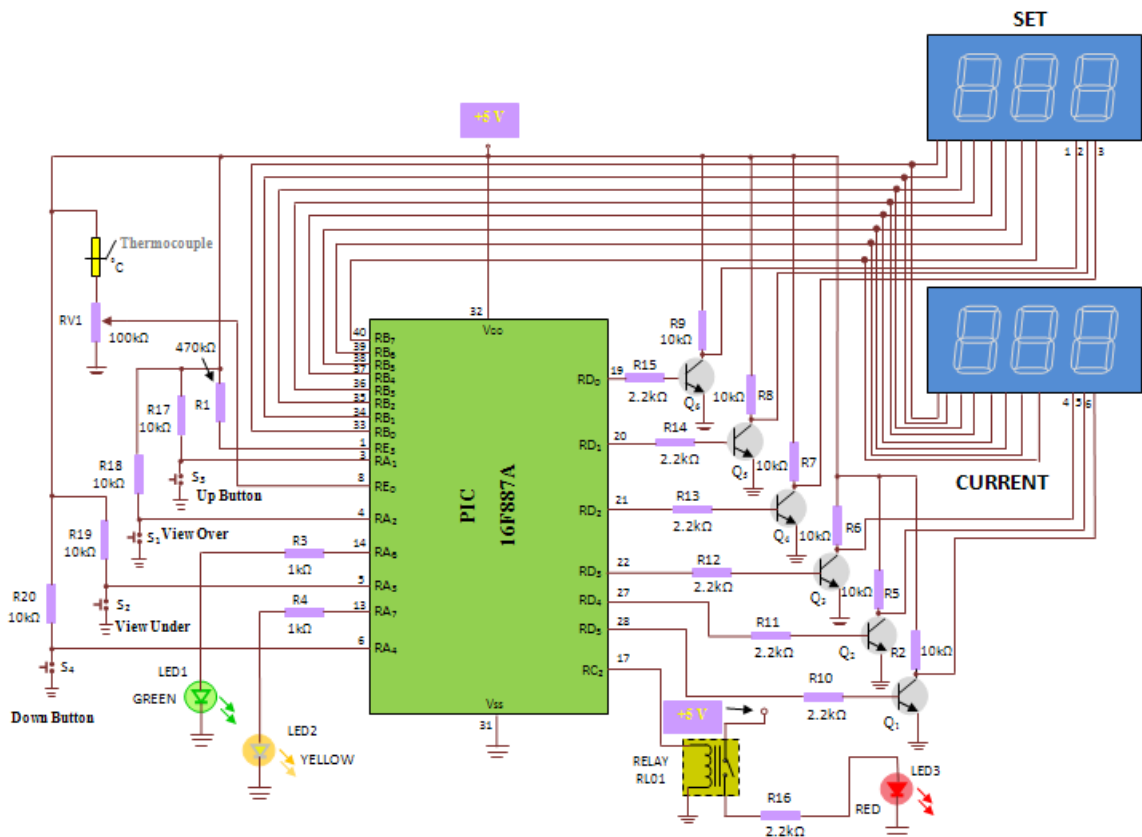 SET
1 2 3
+5 V
Thermocouple
°C
RV1
100kΩ
470kΩ
R1
R17
10kΩ
R18
10kΩ
R19
10kΩ
R20
10kΩ
S3
Up Button
S1
View Over
S2
View Under
S4
Down Button
R3
1kΩ
R4
1kΩ
LED1
GREEN
LED2
YELLOW
32
VDD
40 RB7
39 RB6
38 RB5
37 RB4
36 RB3
35 RB2
34 RB1
33 RB0
1 RE3
3 RA1
8 RE0
4 RA2
14 RA6
5 RA3
13 RA7
6 RA4
PIC
16F887A
Vss
31
RD0 19
RD1 20
RD2 21
RD3 22
RD4 27
RD5 28
RC2 17
R15
2.2kΩ
R14
2.2kΩ
R13
2.2kΩ
R12
2.2kΩ
R11
2.2kΩ
R10
2.2kΩ
R9
10kΩ
Q6
10kΩ
R8
Q5
10kΩ
R7
Q4
10kΩ
R6
Q3
10kΩ
R5
Q2
R2
10kΩ
Q1
4 5 6
CURRENT
+5 V
RELAY
RL01
R16
2.2kΩ
LED3
RED